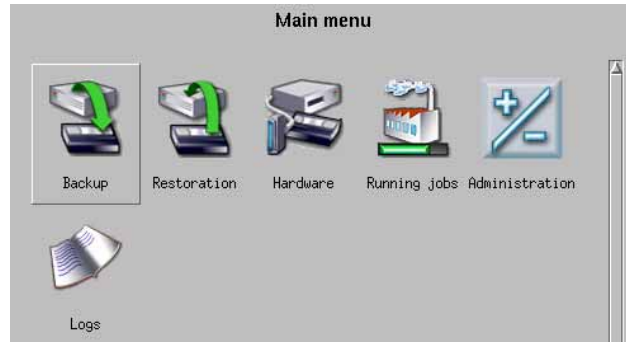 Main menu
Backup
Restoration
Hardware
Running jobs
Administration
Logs